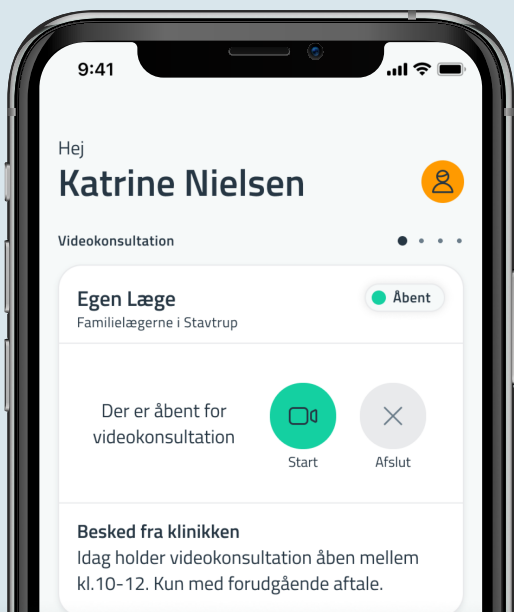 9:41
Hej
Katrine Nielsen
Videokonsultation
Egen Læge
Åbent
Familielægerne i Stavtrup
Der er åbent for
videokonsultation
Start
Afslut
Besked fra klinikken
Idag holder videokonsultation åben mellem
kl.10-12. Kun med forudgående aftale.